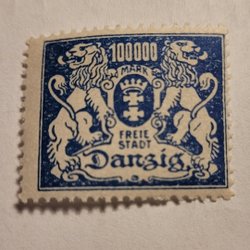 100000
MARK
FREIE
STADT
Danzig